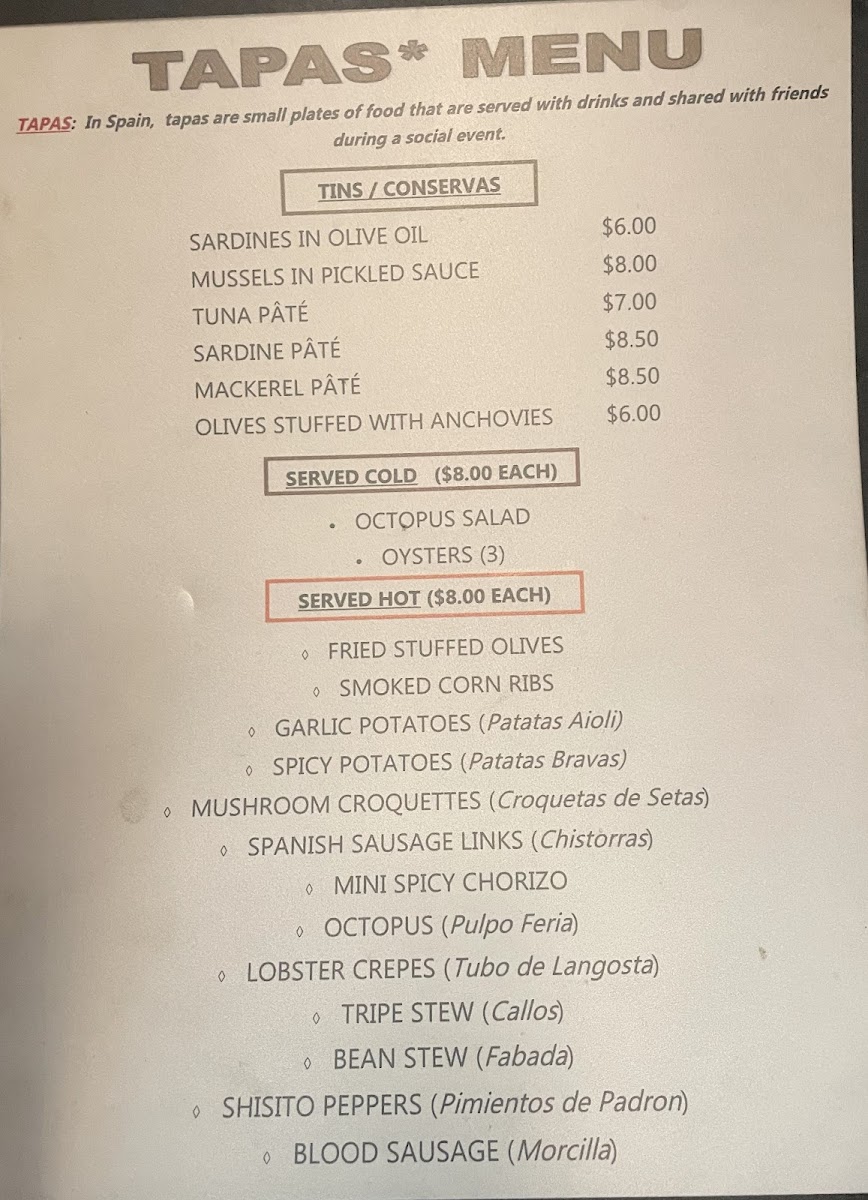 TAPAS* MENU
TAPAS: In Spain, tapas are small plates of food that are served with drinks and shared with friends
during a social event.
TINS / CONSERVAS
SARDINES IN OLIVE OIL $6.00
MUSSELS IN PICKLED SAUCE $8.00
TUNA PÂTÉ $7.00
SARDINE PÂTÉ $8.50
MACKEREL PÂTÉ $8.50
OLIVES STUFFED WITH ANCHOVIES $6.00
SERVED COLD ($8.00 EACH)
• OCTOPUS SALAD
• OYSTERS (3)
SERVED HOT ($8.00 EACH)
◊ FRIED STUFFED OLIVES
◊ SMOKED CORN RIBS
◊ GARLIC POTATOES (Patatas Aioli)
◊ SPICY POTATOES (Patatas Bravas)
◊ MUSHROOM CROQUETTES (Croquetas de Setas)
◊ SPANISH SAUSAGE LINKS (Chistorras)
◊ MINI SPICY CHORIZO
◊ OCTOPUS (Pulpo Feria)
◊ LOBSTER CREPES (Tubo de Langosta)
◊ TRIPE STEW (Callos)
◊ BEAN STEW (Fabada)
◊ SHISITO PEPPERS (Pimientos de Padron)
◊ BLOOD SAUSAGE (Morcilla)